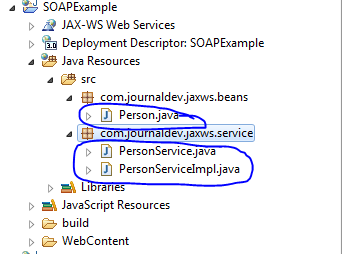 SOAPExample
JAX-WS Web Services
Deployment Descriptor: SOAPExample
Java Resources
src
com.journaldev.jaxws.beans
Person.java
com.journaldev.jaxws.service
PersonService.java
PersonServiceImpl.java
Libraries
JavaScript Resources
build
WebContent